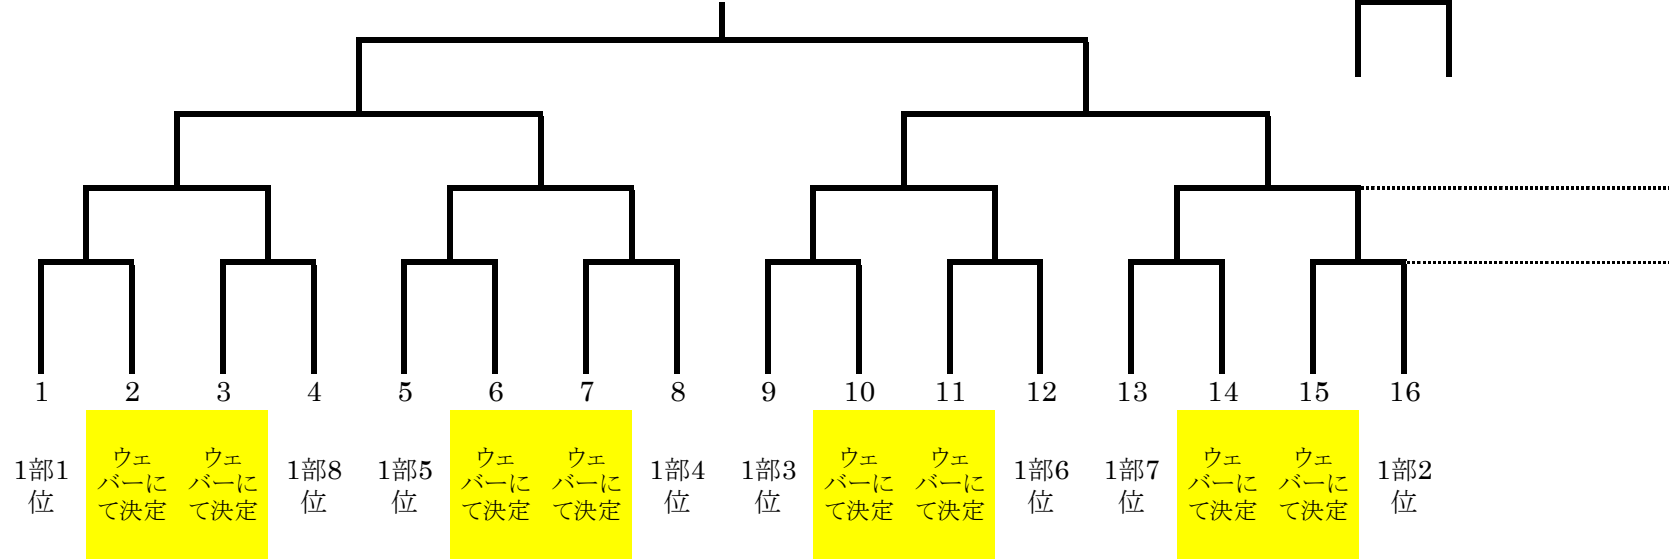 1 2 3 4 5 6 7 8 9 10 11 12 13 14 15 16
1部1
位
ウェ
バーに
て決定
ウェ
バーに
て決定
1部8
位
1部5
位
ウェ
バーに
て決定
ウェ
バーに
て決定
1部4
位
1部3
位
ウェ
バーに
て決定
ウェ
バーに
て決定
1部6
位
1部7
位
ウェ
バーに
て決定
ウェ
バーに
て決定
1部2
位